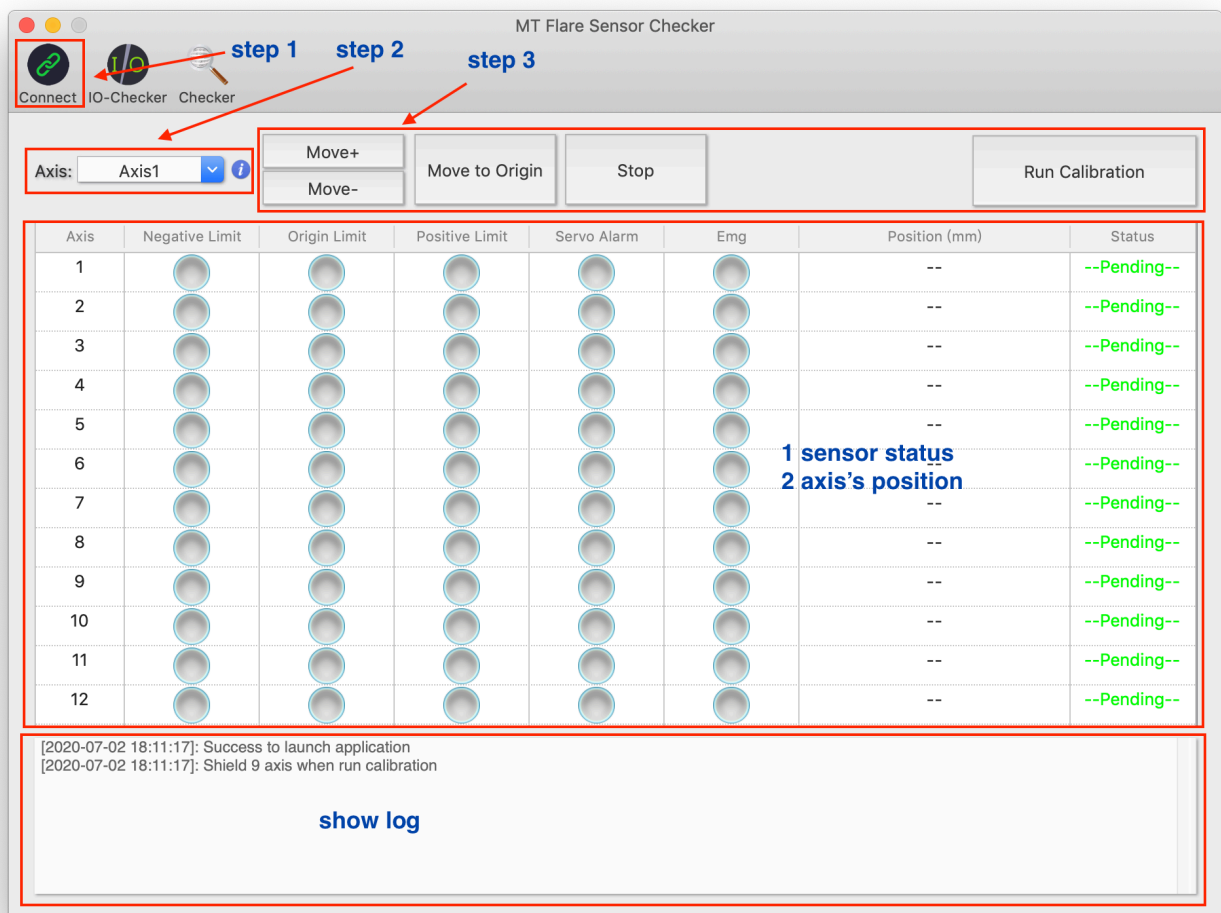 MT Flare Sensor Checker
step 1
step 2
step 3
Connect
IO-Checker
Checker
I/O
Axis:
Axis1
i
Move+
Move-
Move to Origin
Stop
Run Calibration
Axis Negative Limit Origin Limit Positive Limit Servo Alarm Emg Position (mm) Status
1 -- --Pending--
2 -- --Pending--
3 -- --Pending--
4 -- --Pending--
5 -- --Pending--
6 -- --Pending--
1 sensor status
2 axis's position
7 -- --Pending--
8 -- --Pending--
9 -- --Pending--
10 -- --Pending--
11 -- --Pending--
12 -- --Pending--
[2020-07-02 18:11:17]: Success to launch application
[2020-07-02 18:11:17]: Shield 9 axis when run calibration
show log